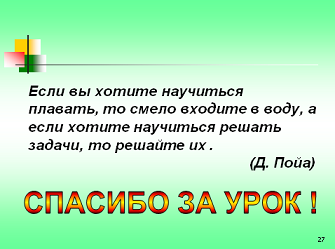 Если вы хотите научиться
плавать, то смело входите в воду, а
если хотите научиться решать
задачи, то решайте их .
(Д. Пойа)
СПАСИБО ЗА УРОК !
27